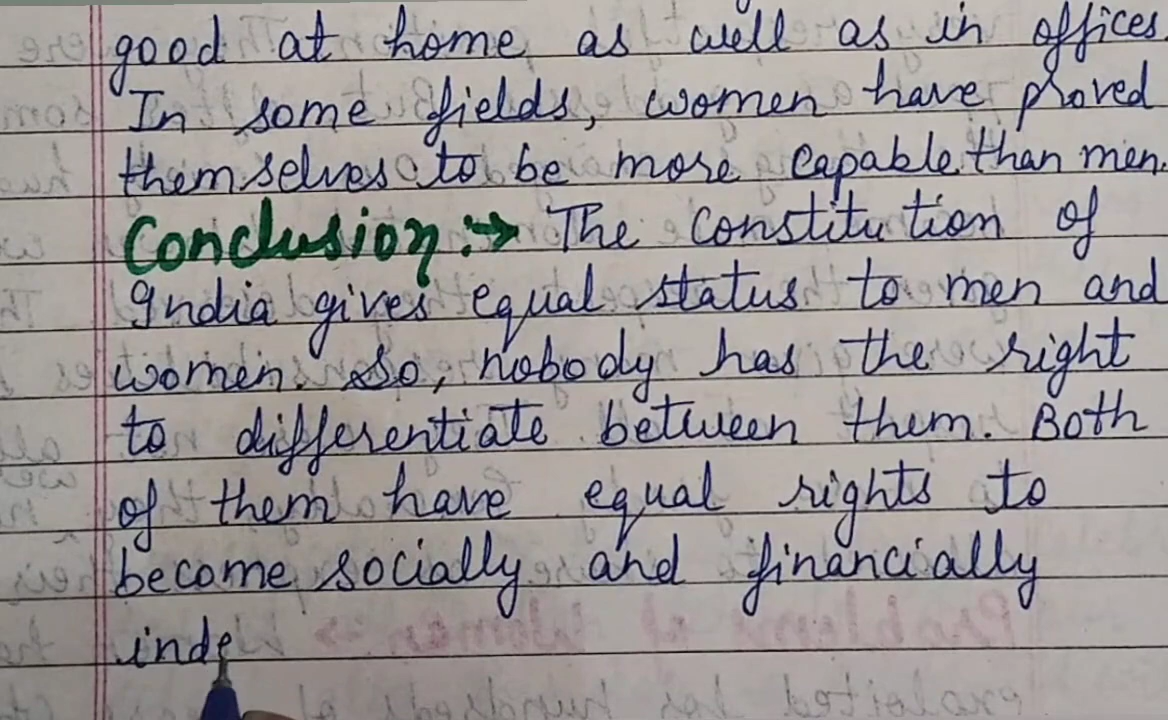 good at home as well as in offices.
In some fields, women have proved
themselves to be more capable than men.
Conclusion :→ The Constitution of
India gives equal status to men and
women. So, nobody has the right
to differentiate between them. Both
of them have equal rights to
become socially and financially
inde